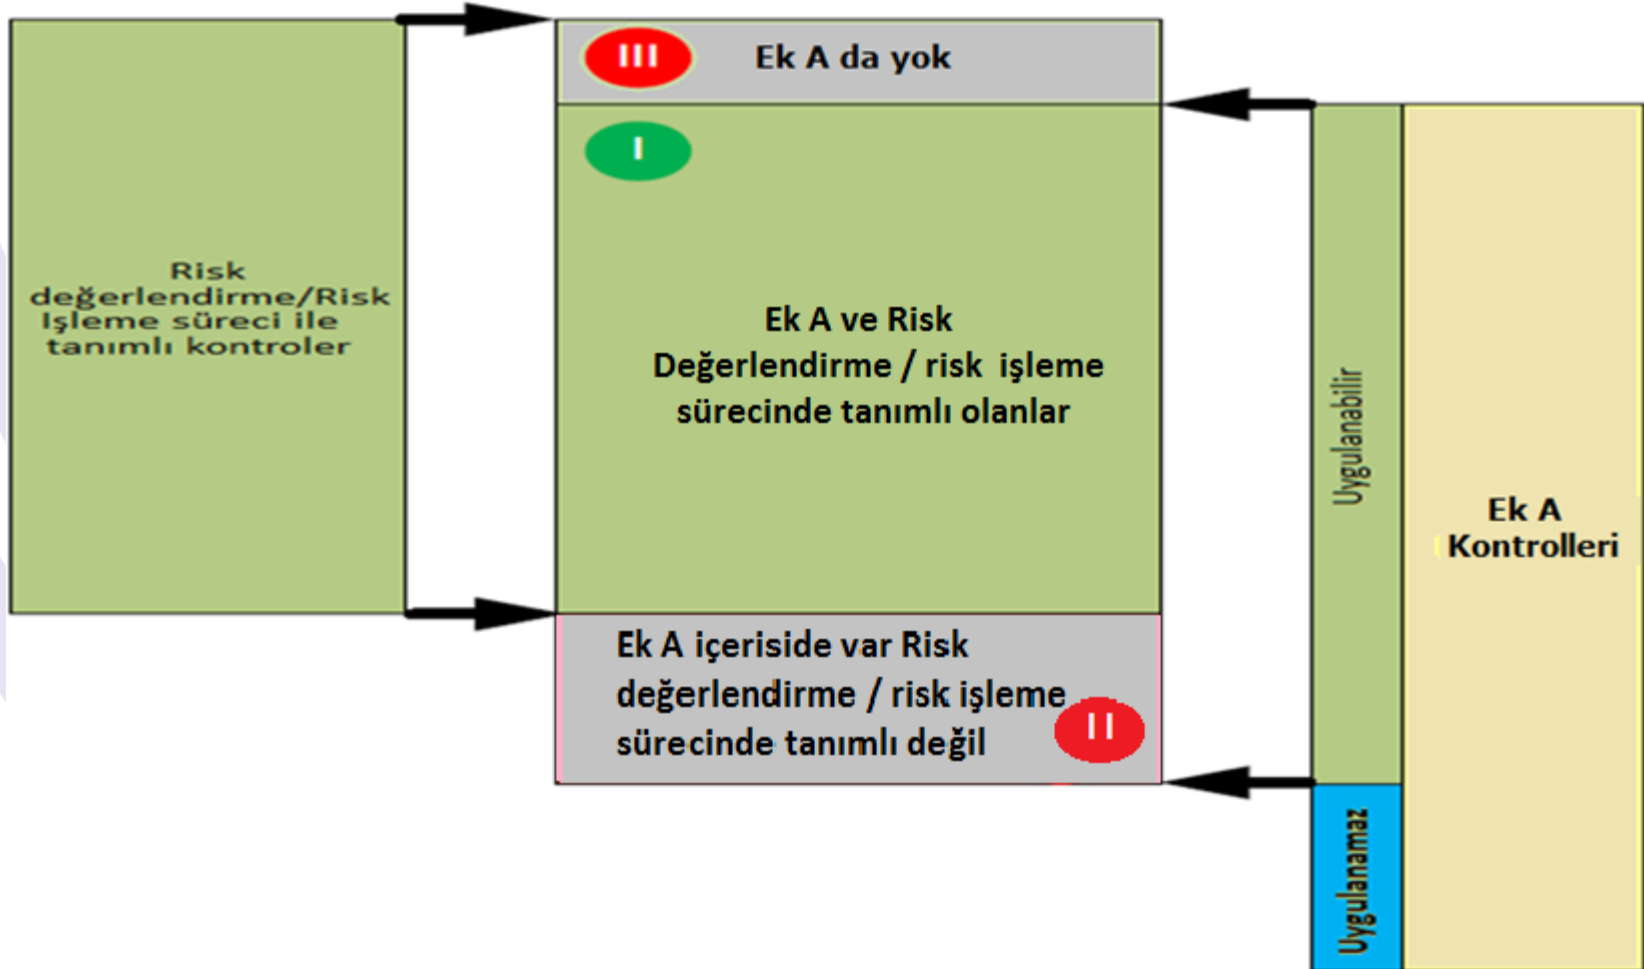 III
Ek A da yok
I
Risk
değerlendirme/Risk
Işleme süreci ile
tanımlı kontroler
Ek A ve Risk
Değerlendirme / risk işleme
sürecinde tanımlı olanlar
Ek A içeriside var Risk
değerlendirme / risk işleme
sürecinde tanımlı değil
II
Uygulanabilir
Uygulanamaz
Ek A
Kontrolleri